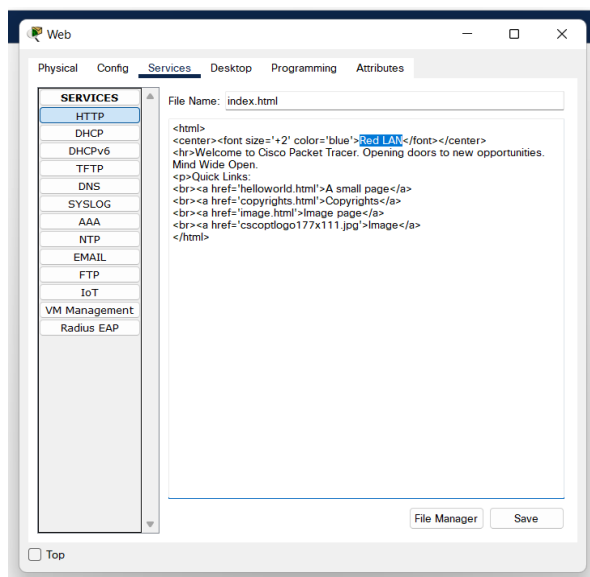 Web
Physical Config Services Desktop Programming Attributes
SERVICES
HTTP
DHCP
DHCPv6
TFTP
DNS
SYSLOG
AAA
NTP
EMAIL
FTP
IoT
VM Management
Radius EAP
File Name: index.html
<html>
<center><font size='+2' color='blue'>Red LAN</font></center>
<hr>Welcome to Cisco Packet Tracer. Opening doors to new opportunities.
Mind Wide Open.
<p>Quick Links:
<br><a href='helloworld.html'>A small page</a>
<br><a href='copyrights.html'>Copyrights</a>
<br><a href='image.html'>Image page</a>
<br><a href='cscoptlogo177x111.jpg'>Image</a>
</html>
File Manager Save
Top